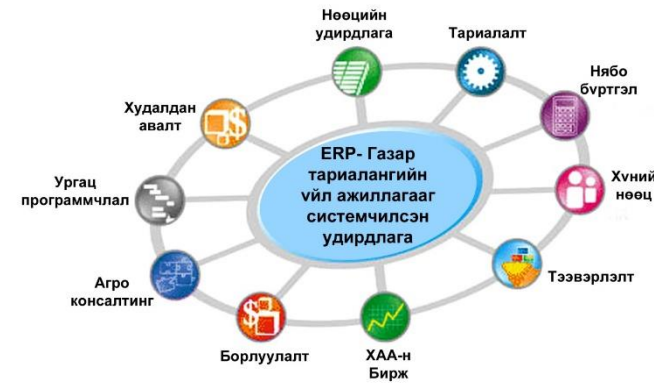 Нөөцийн
удирдлага
Тариалалт
Нябо
бүртгэл
Хүний
нөөц
Тээвэрлэлт
ХАА-н
Бирж
Борлуулалт
Агро
консалтинг
Ургац
программчлал
Худалдан
авалт
ERP- Газар
тариалангийн
үйл ажиллагааг
системчилсэн
удирдлага